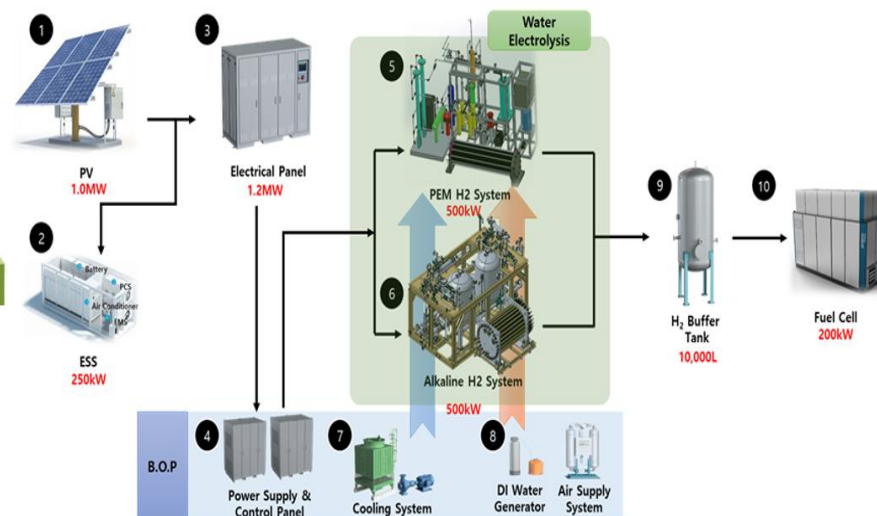 Water
Electrolysis
1
PV
1.0MW
2
Battery
PCS
Air Conditioner
EMS
ESS
250kW
3
Electrical Panel
1.2MW
5
PEM H2 System
500kW
6
Alkaline H2 System
500kW
9
H₂ Buffer
Tank
10,000L
10
Fuel Cell
200kW
B.O.P
4
Power Supply &
Control Panel
7
Cooling System
8
DI Water
Generator
Air Supply
System